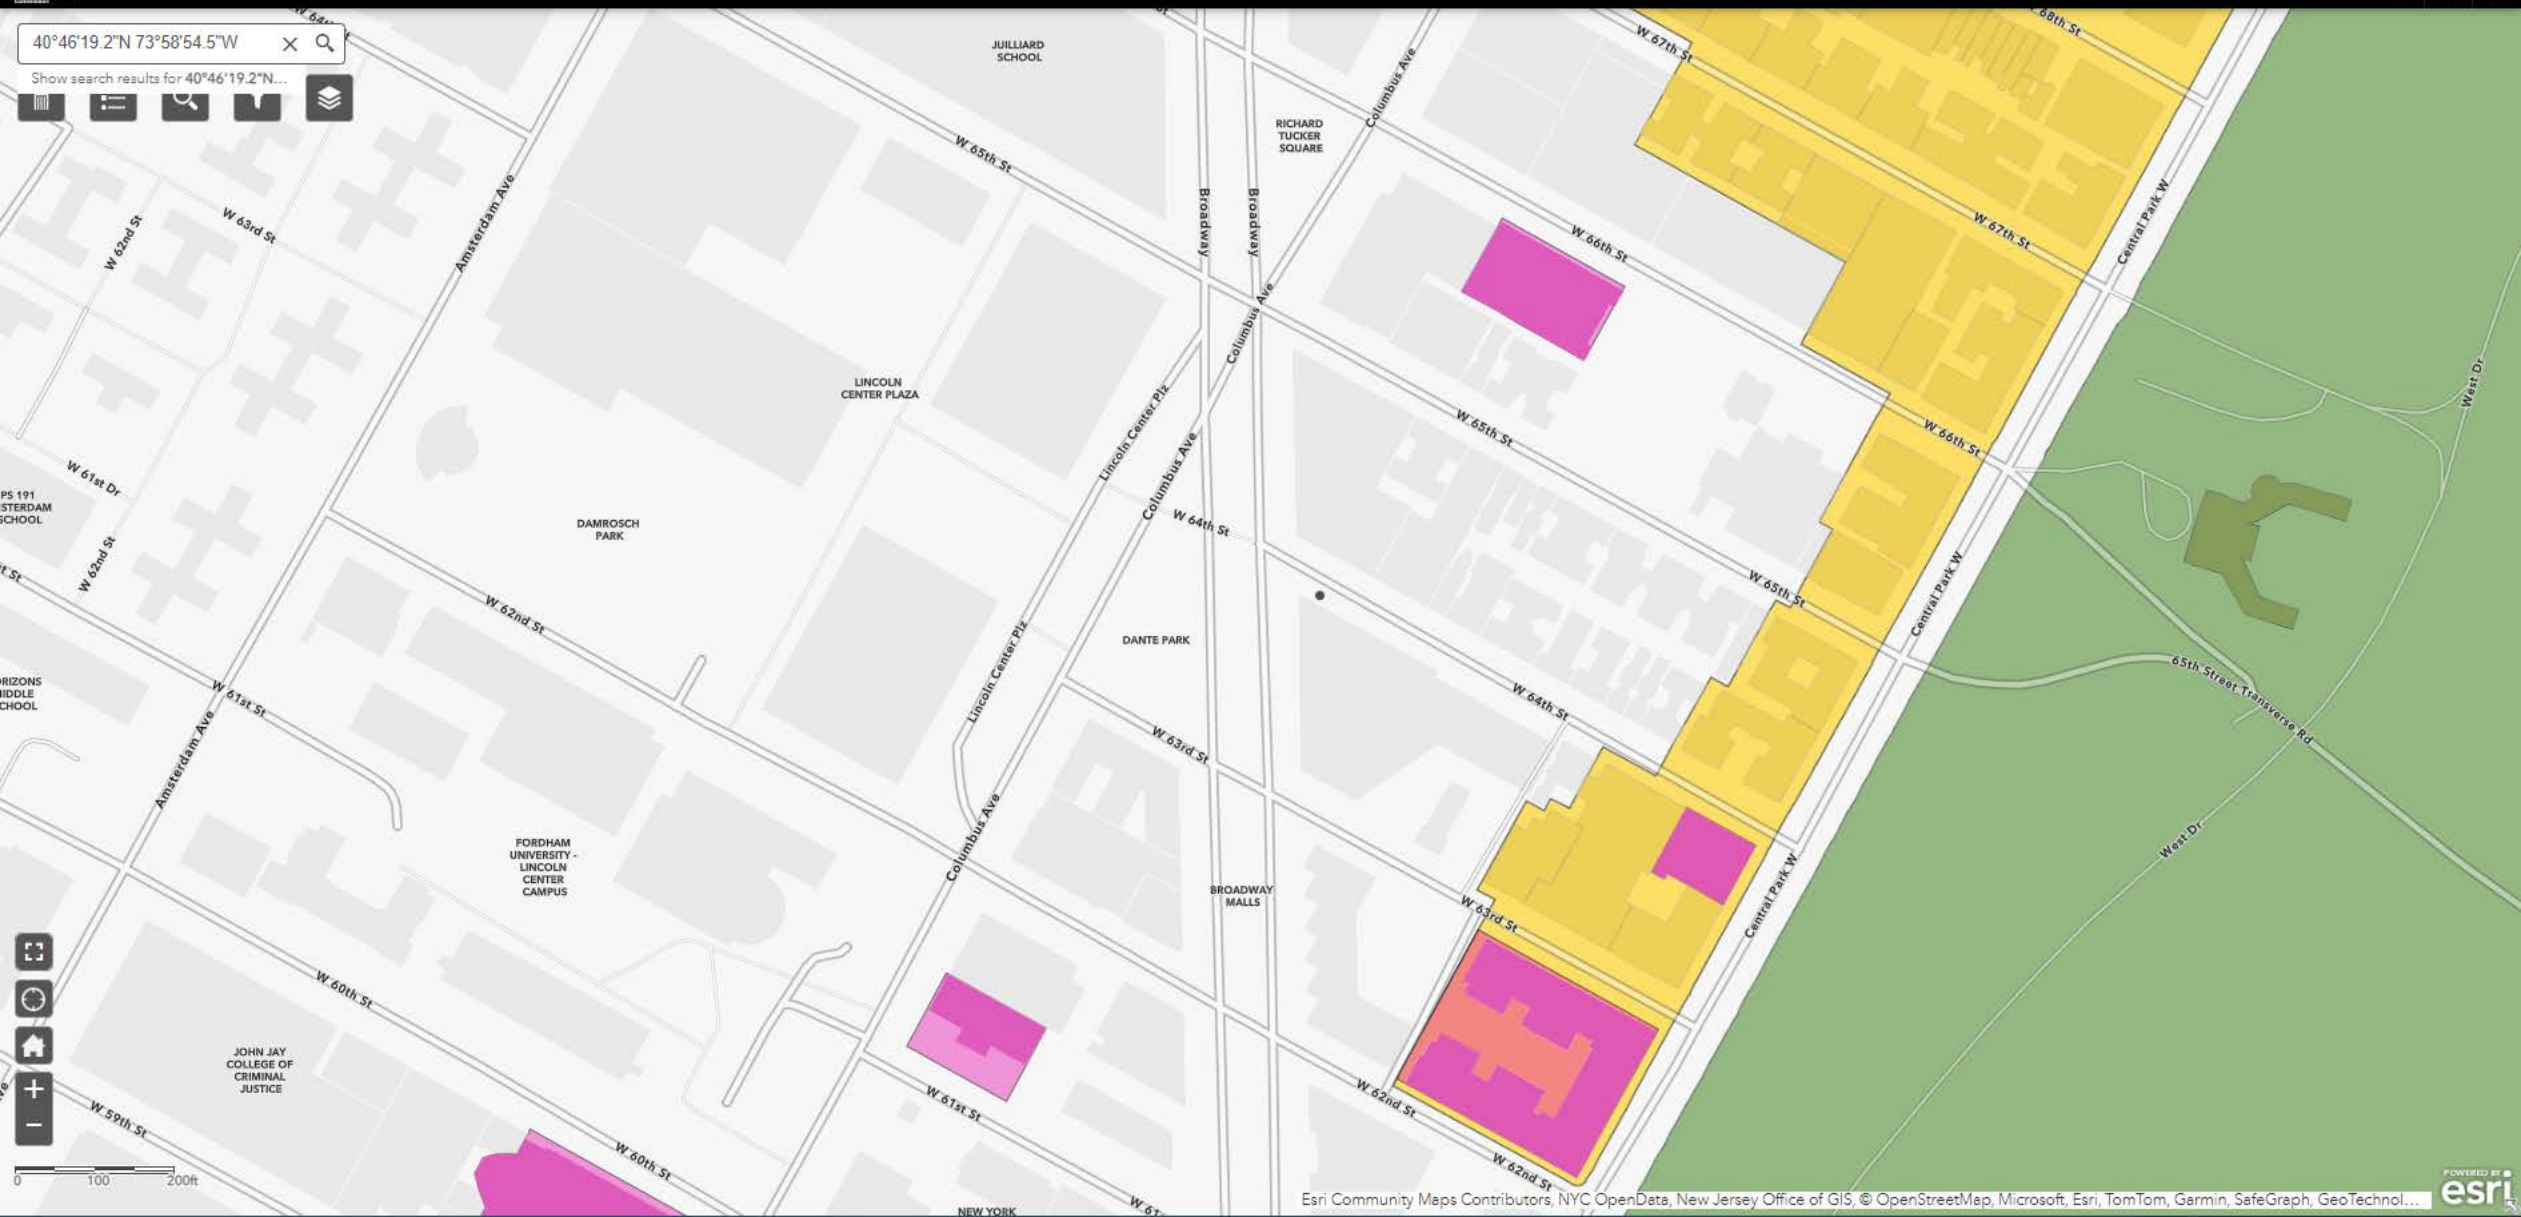 40°46'19.2"N 73°58'54.5"W
Show search results for 40°46'19.2"N...
W 64th
JUILLIARD
SCHOOL
W 65th St
Columbus Ave
W 67th St
W 68th St
RICHARD
TUCKER
SQUARE
Broadway
Broadway
Amsterdam Ave
W 62nd St
W 63rd St
W 66th St
W 67th St
Central Park W
Columbus Ave
LINCOLN
CENTER PLAZA
Lincoln Center Plz
Columbus Ave
W 65th St
W 66th St
West Dr
W 61st Dr
PS 191
SCHOOL
W 62nd St
DAMROSCH
PARK
W 64th St
W 65th St
Central Park W
W 62nd St
DANTE PARK
Lincoln Center Plz
W 64th St
65th Street Transverse Rd
W 61st St
Amsterdam Ave
W 63rd St
FORDHAM
UNIVERSITY -
LINCOLN
CENTER
CAMPUS
Columbus Ave
BROADWAY
MALLS
W 63rd St
Central Park W
West Dr
W 60th St
JOHN JAY
COLLEGE OF
CRIMINAL
JUSTICE
W 59th St
W 60th St
W 61st St
W 62nd St
W 62nd St
W 61
NEW YORK
0 100 200ft
Esri Community Maps Contributors, NYC OpenData, New Jersey Office of GIS, © OpenStreetMap, Microsoft, Esri, TomTom, Garmin, SafeGraph, GeoTechnol...
POWERED BY
esri